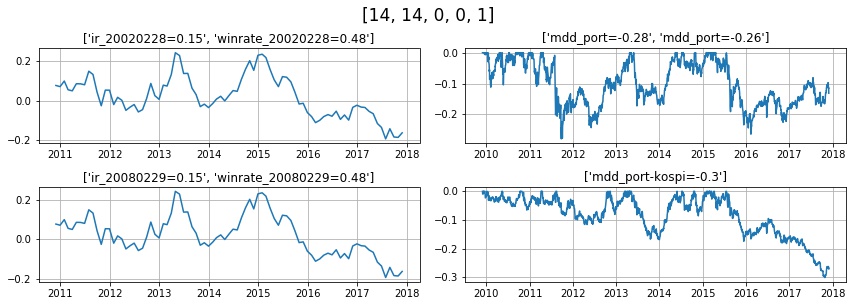 [14, 14, 0, 0, 1]
['ir_20020228=0.15', 'winrate_20020228=0.48']
0.2
0.0
−0.2
2011 2012 2013 2014 2015 2016 2017 2018
['mdd_port=-0.28', 'mdd_port=-0.26']
0.0
−0.1
−0.2
2010 2011 2012 2013 2014 2015 2016 2017 2018
['ir_20080229=0.15', 'winrate_20080229=0.48']
0.2
0.0
−0.2
2011 2012 2013 2014 2015 2016 2017 2018
['mdd_port-kospi=-0.3']
0.0
−0.1
−0.2
−0.3
2010 2011 2012 2013 2014 2015 2016 2017 2018